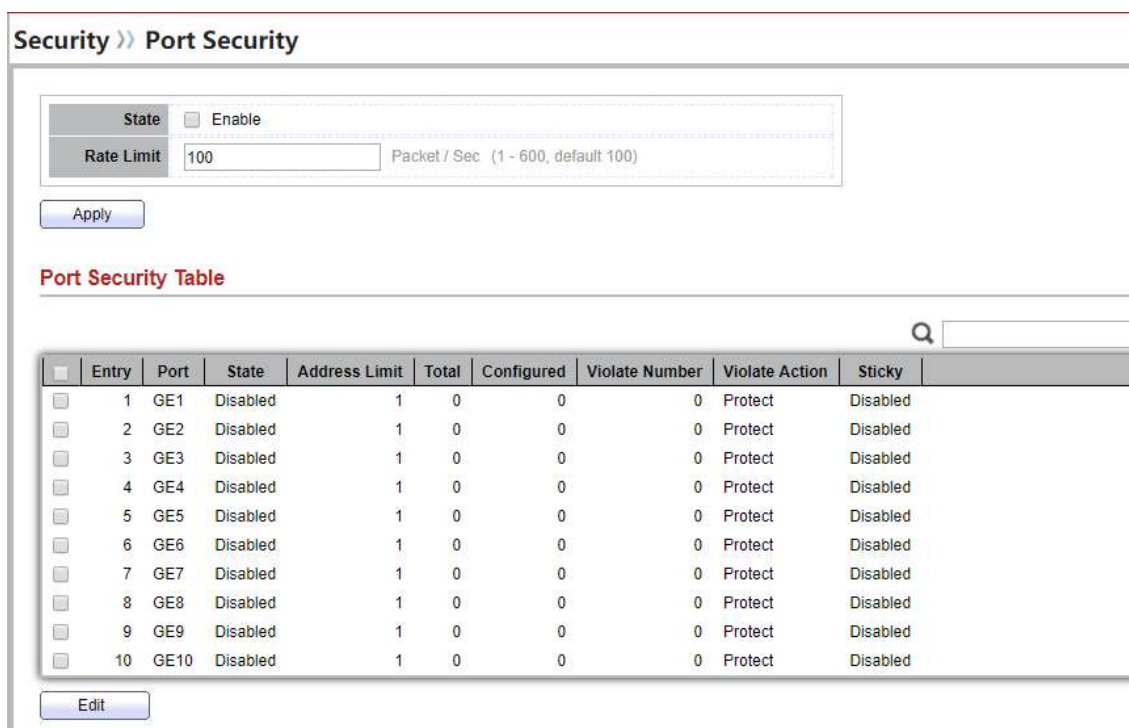 Security 》 Port Security
State Enable
Rate Limit 100 Packet / Sec (1 - 600, default 100)
Apply
Port Security Table
Entry Port State Address Limit Total Configured Violate Number Violate Action Sticky
1 GE1 Disabled 1 0 0 0 Protect Disabled
2 GE2 Disabled 1 0 0 0 Protect Disabled
3 GE3 Disabled 1 0 0 0 Protect Disabled
4 GE4 Disabled 1 0 0 0 Protect Disabled
5 GE5 Disabled 1 0 0 0 Protect Disabled
6 GE6 Disabled 1 0 0 0 Protect Disabled
7 GE7 Disabled 1 0 0 0 Protect Disabled
8 GE8 Disabled 1 0 0 0 Protect Disabled
9 GE9 Disabled 1 0 0 0 Protect Disabled
10 GE10 Disabled 1 0 0 0 Protect Disabled
Edit